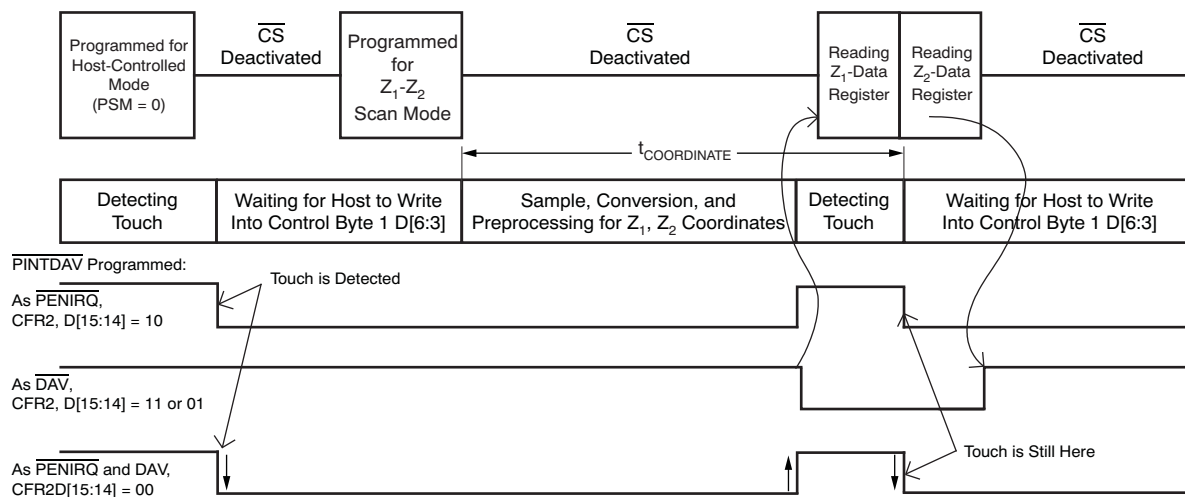 Programmed for
Host-Controlled
Mode
(PSM = 0)
CS
Deactivated
Programmed
for
Z1-Z2
Scan Mode
CS
Deactivated
Reading
Z1-Data
Register
Reading
Z2-Data
Register
CS
Deactivated
tCOORDINATE
Detecting
Touch
Waiting for Host to Write
Into Control Byte 1 D[6:3]
Sample, Conversion, and
Preprocessing for Z1, Z2 Coordinates
Detecting
Touch
Waiting for Host to Write
Into Control Byte 1 D[6:3]
PINTDAV Programmed:
Touch is Detected
As PENIRQ,
CFR2, D[15:14] = 10
As DAV,
CFR2, D[15:14] = 11 or 01
Touch is Still Here
As PENIRQ and DAV,
CFR2D[15:14] = 00